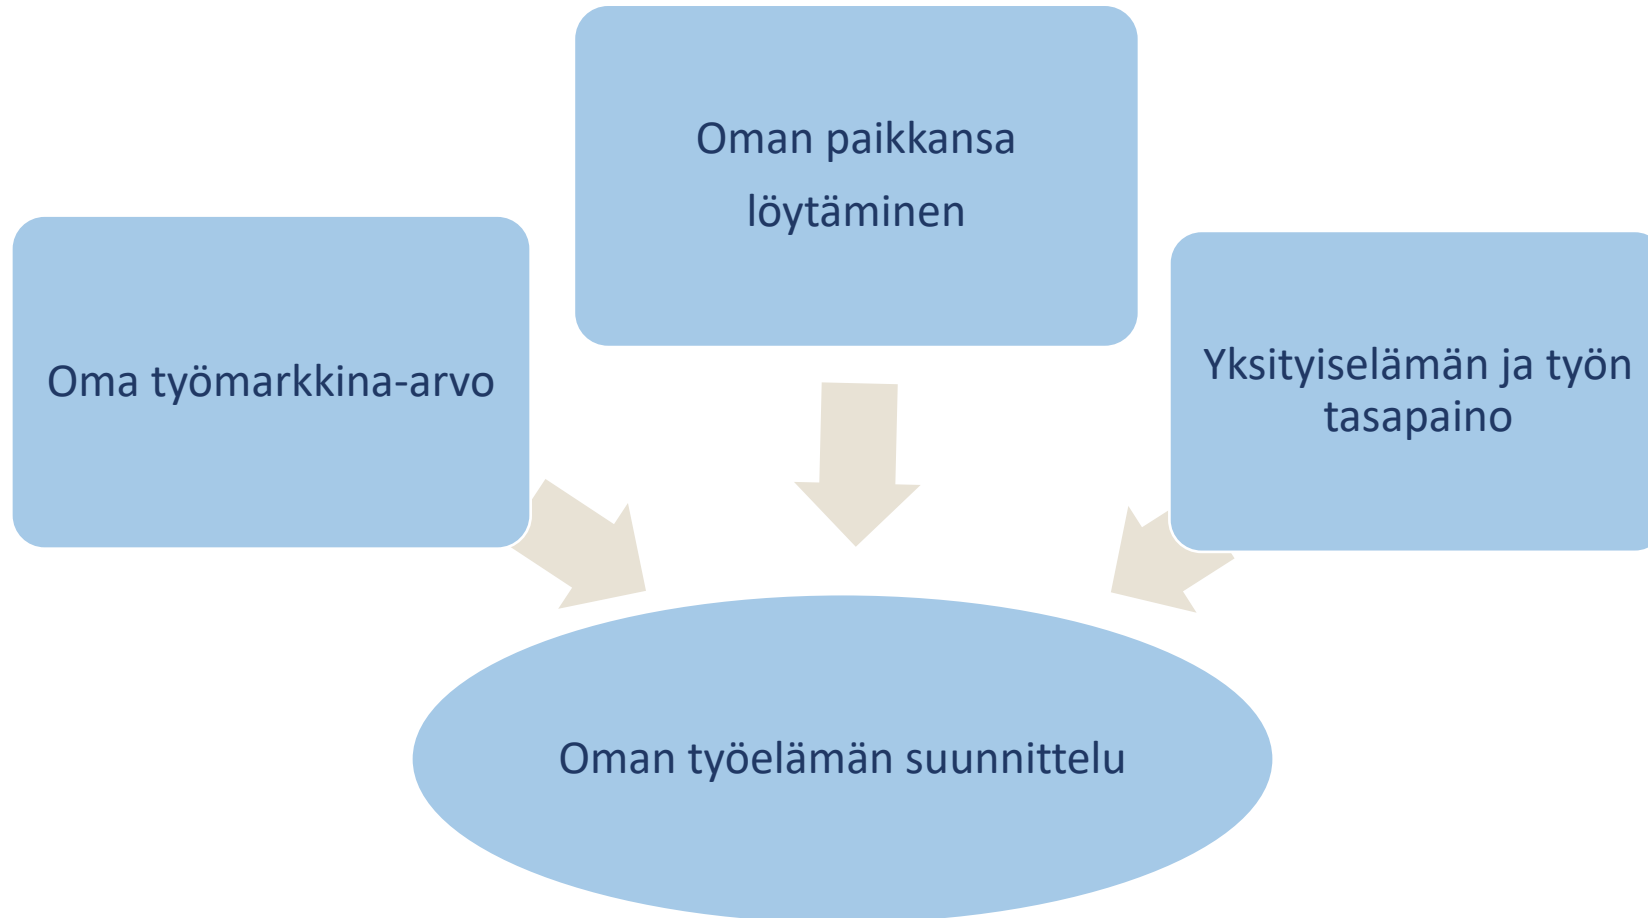 Oman paikkansa
löytäminen
Oma työmarkkina-arvo
Yksityiselämän ja työn
tasapaino
Oman työelämän suunnittelu